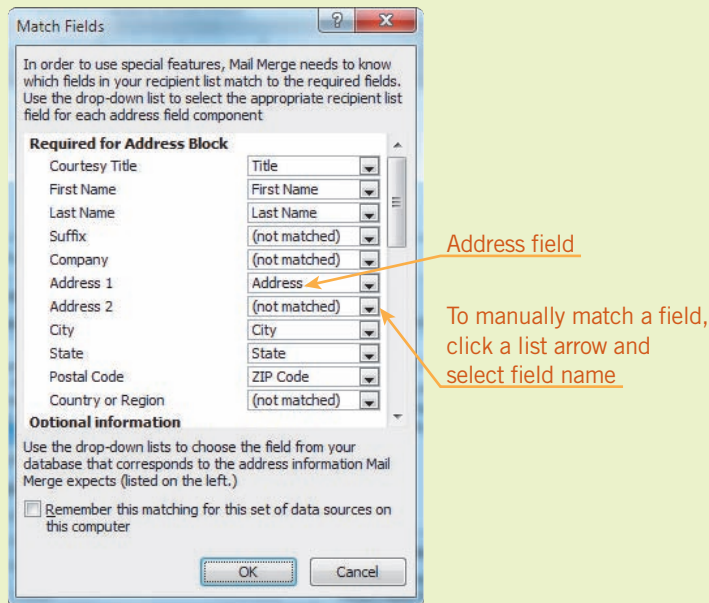 Match Fields
In order to use special features, Mail Merge needs to know
which fields in your recipient list match to the required fields.
Use the drop-down list to select the appropriate recipient list
field for each address field component
Required for Address Block
Courtesy Title Title
First Name First Name
Last Name Last Name
Suffix (not matched)
Company (not matched)
Address 1 Address
Address 2 (not matched)
City City
State State
Postal Code ZIP Code
Country or Region (not matched)
Optional information
Use the drop-down lists to choose the field from your
database that corresponds to the address information Mail
Merge expects (listed on the left.)
Remember this matching for this set of data sources on
this computer
OK Cancel
Address field
To manually match a field,
click a list arrow and
select field name